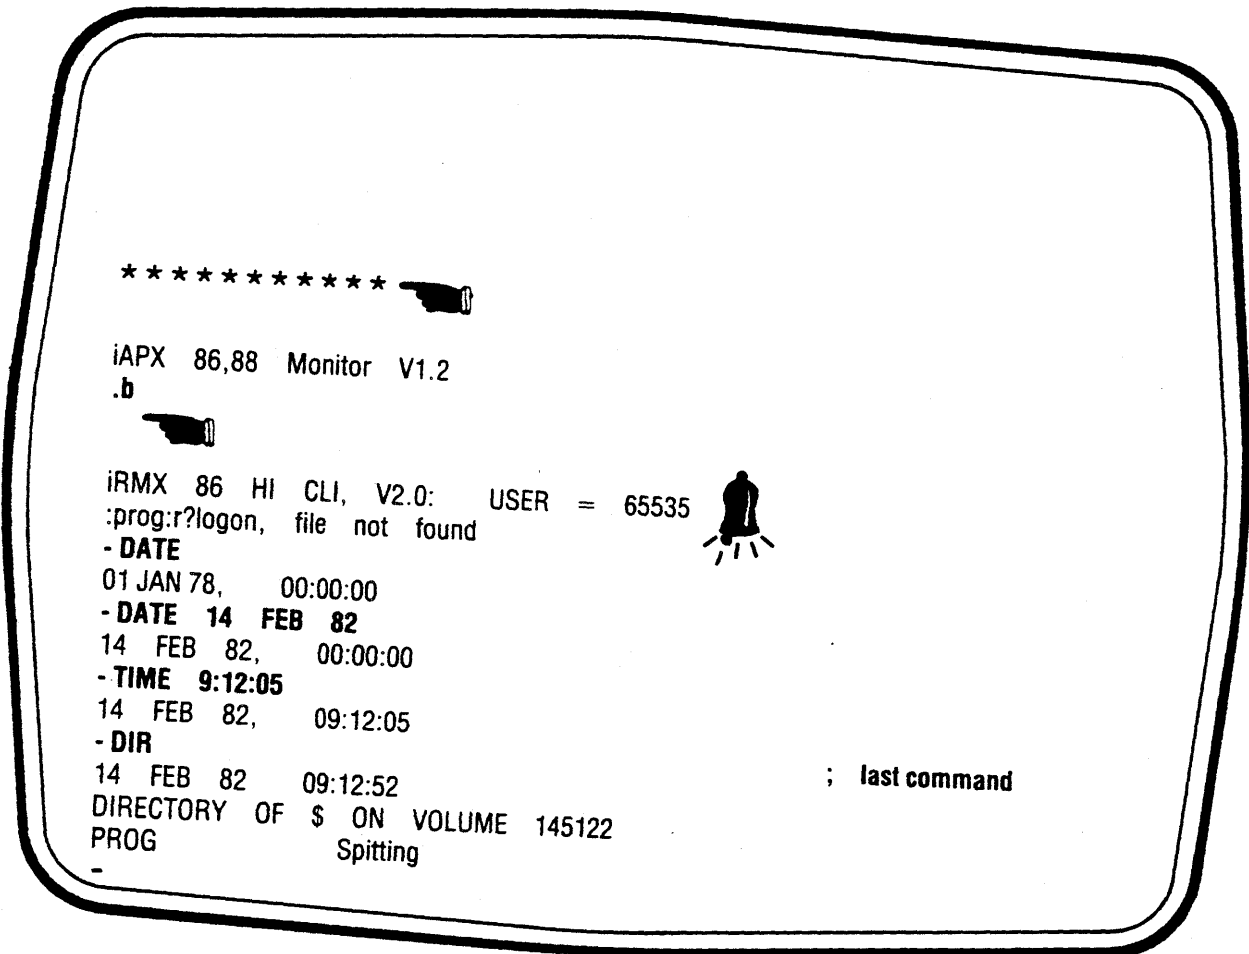 * * * * * * * * * * *
iAPX 86,88 Monitor V1.2
.b
iRMX 86 HI CLI, V2.0: USER = 65535
:prog:r?logon, file not found
- DATE
01 JAN 78, 00:00:00
- DATE 14 FEB 82
14 FEB 82, 00:00:00
- TIME 9:12:05
14 FEB 82, 09:12:05
- DIR ; last command
14 FEB 82 09:12:52
DIRECTORY OF $ ON VOLUME 145122
PROG Spitting
-